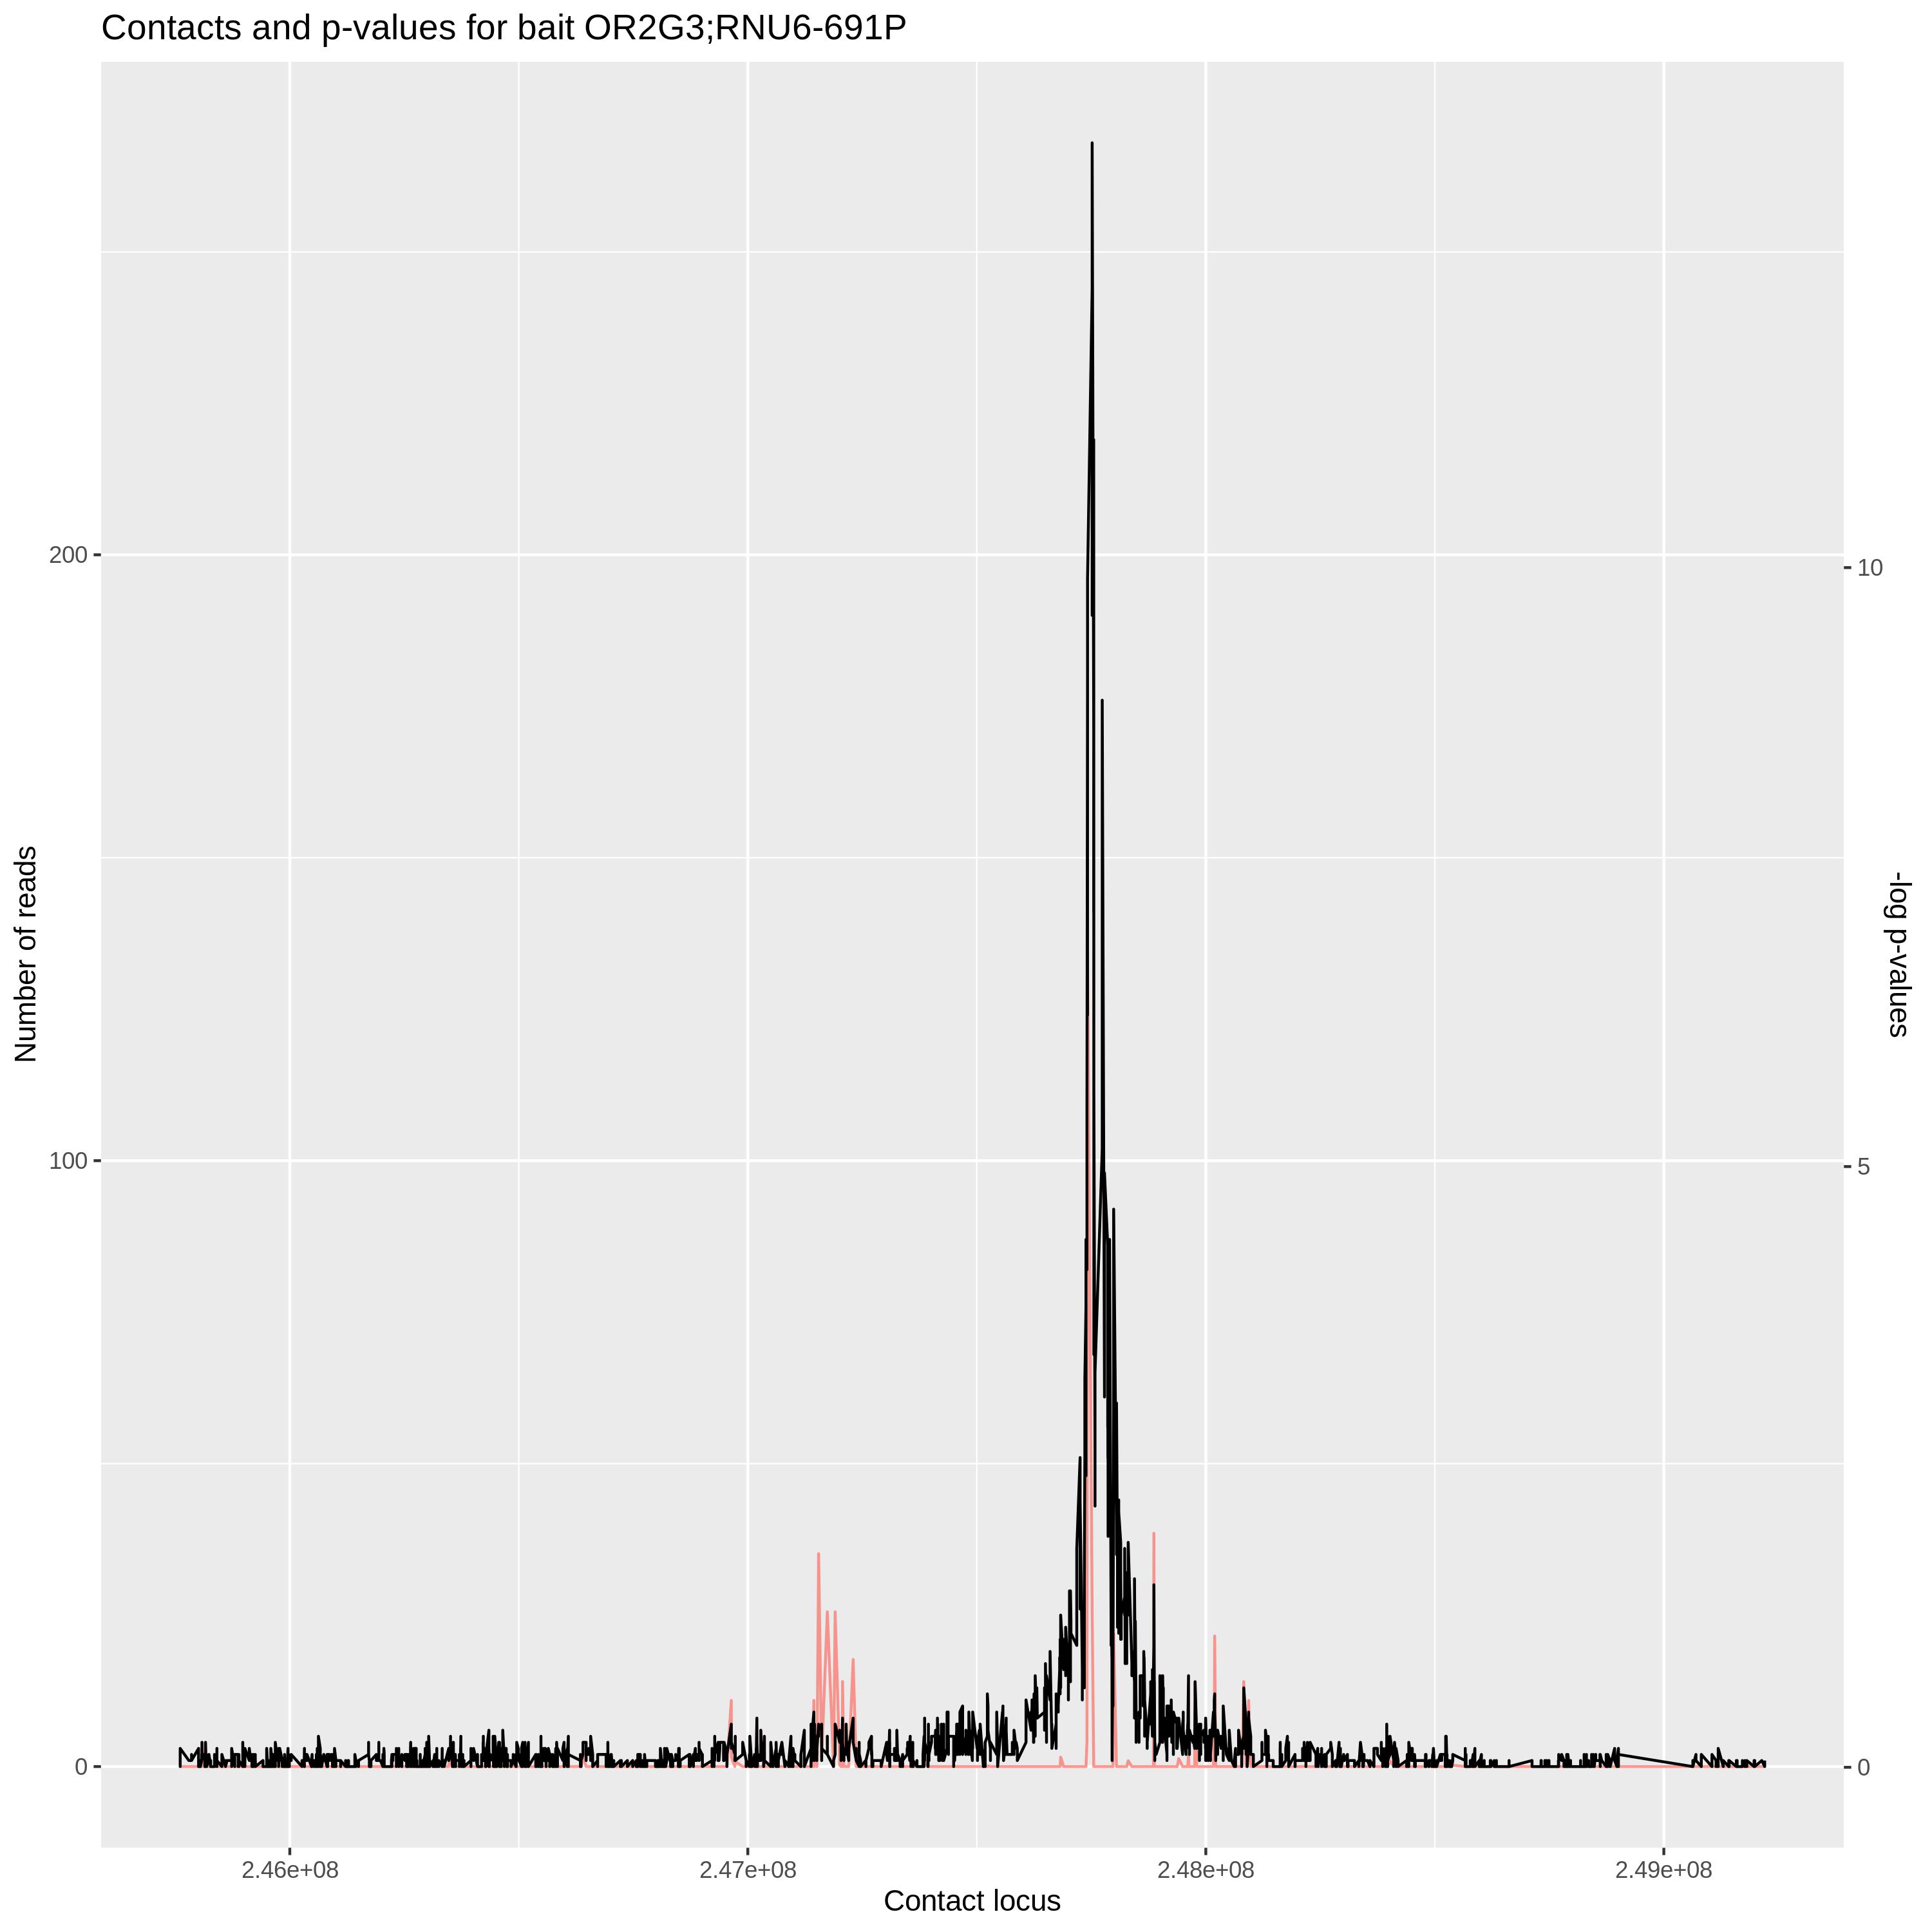 Contacts and p-values for bait OR2G3;RNU6-691P
Number of reads
200
100
0
10
5
0
-log p-values
2.46e+08
2.47e+08
2.48e+08
2.49e+08
Contact locus